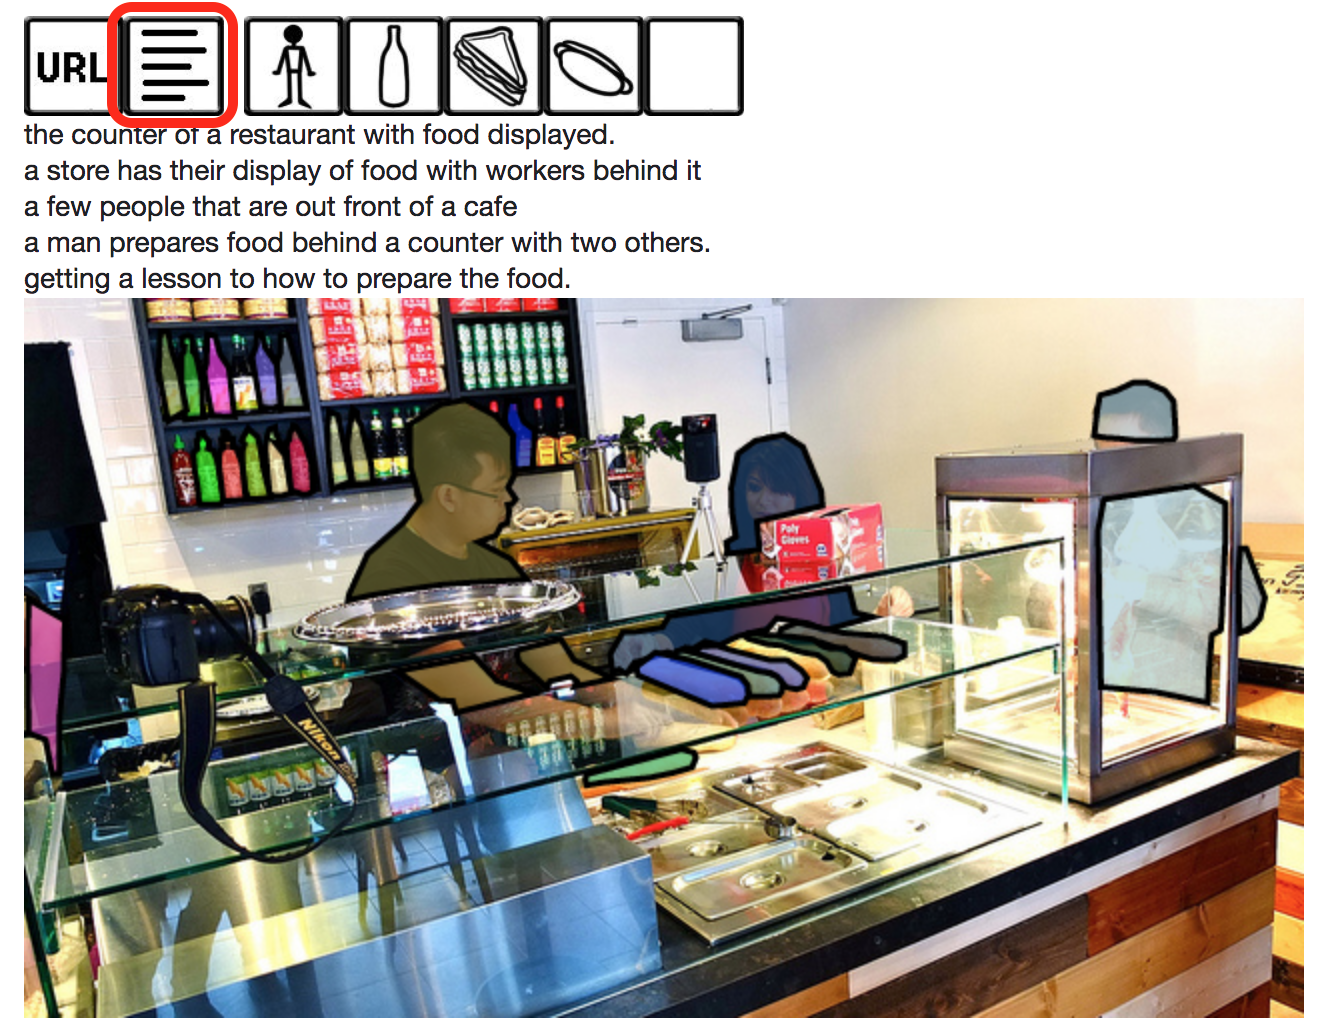 URL
the counter of a restaurant with food displayed.
a store has their display of food with workers behind it
a few people that are out front of a cafe
a man prepares food behind a counter with two others.
getting a lesson to how to prepare the food.
Poly
Gloves
Nikon